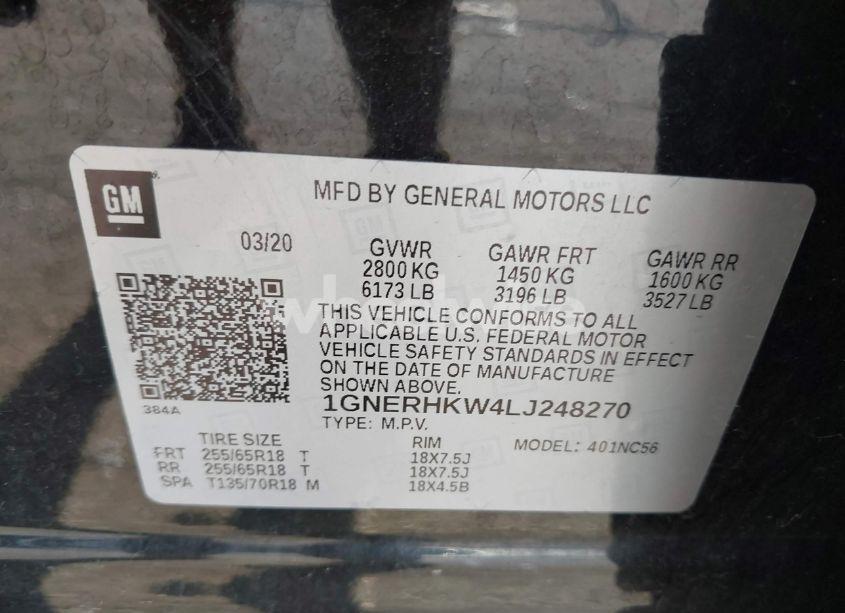 GM
MFD BY GENERAL MOTORS LLC
03/20 GVWR GAWR FRT GAWR RR
2800 KG 1450 KG 1600 KG
6173 LB 3196 LB 3527 LB
THIS VEHICLE CONFORMS TO ALL
APPLICABLE U.S. FEDERAL MOTOR
VEHICLE SAFETY STANDARDS IN EFFECT
ON THE DATE OF MANUFACTURE
SHOWN ABOVE.
384A
1GNERHKW4LJ248270
TYPE: M.P.V.
TIRE SIZE RIM MODEL: 401NC56
FRT 255/65R18 T 18X7.5J
RR 255/65R18 T 18X7.5J
SPA T135/70R18 M 18X4.5B